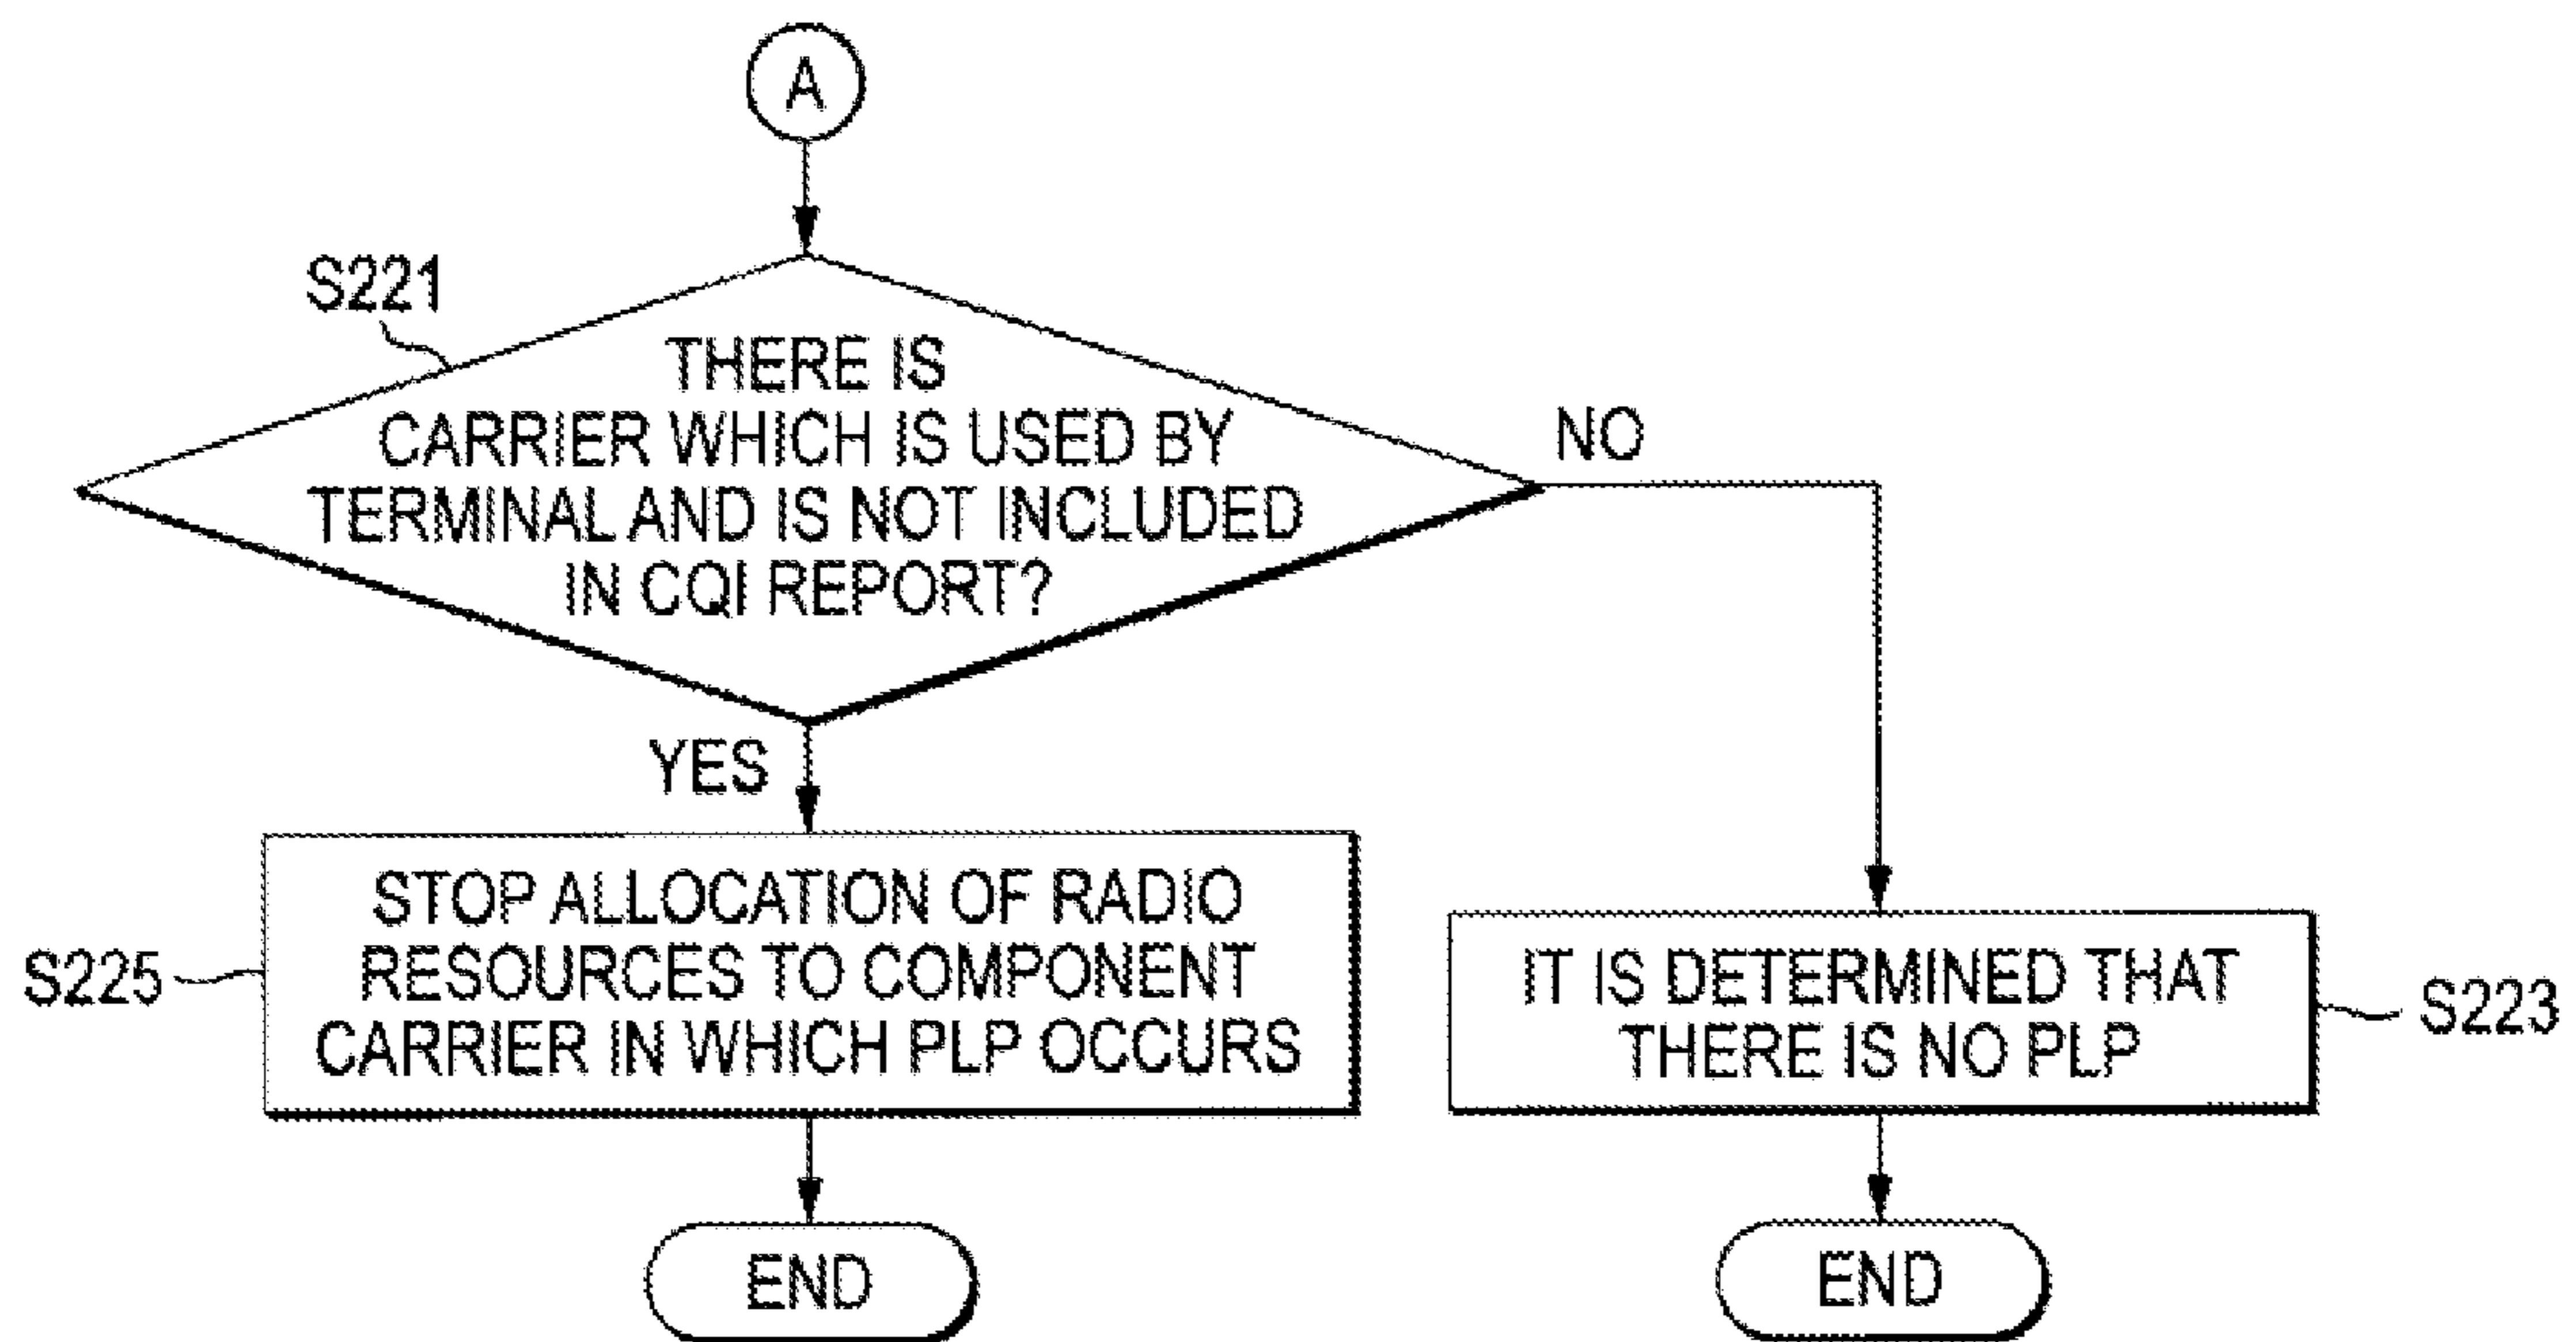 A
S221
THERE IS
CARRIER WHICH IS USED BY
TERMINAL AND IS NOT INCLUDED
IN CQI REPORT?
NO
YES
STOP ALLOCATION OF RADIO
RESOURCES TO COMPONENT
CARRIER IN WHICH PLP OCCURS
S225
IT IS DETERMINED THAT
THERE IS NO PLP
S223
END
END